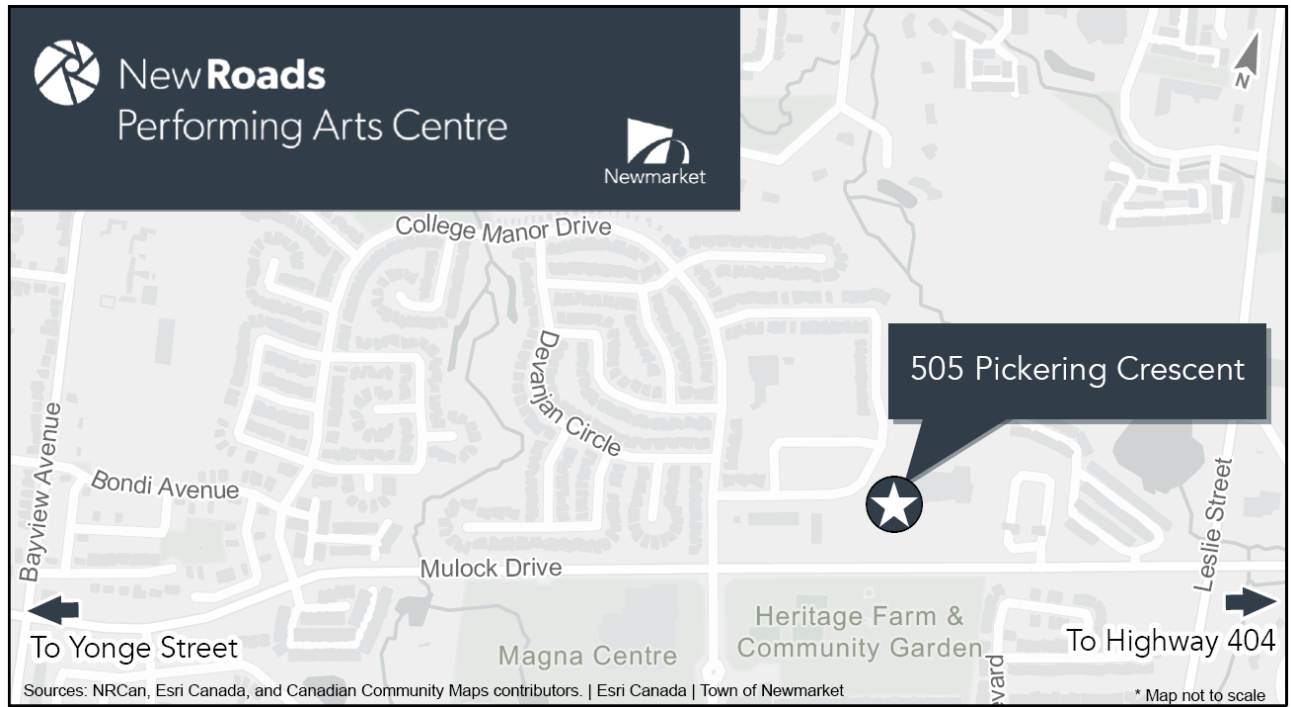 NewRoads
Performing Arts Centre
Newmarket
N
College Manor Drive
Devanjan Circle
505 Pickering Crescent
Bayview Avenue
Bondi Avenue
Leslie Street
Mulock Drive
To Yonge Street
Magna Centre
Heritage Farm &
Community Garden
To Highway 404
evard
Sources: NRCan, Esri Canada, and Canadian Community Maps contributors. | Esri Canada | Town of Newmarket
* Map not to scale